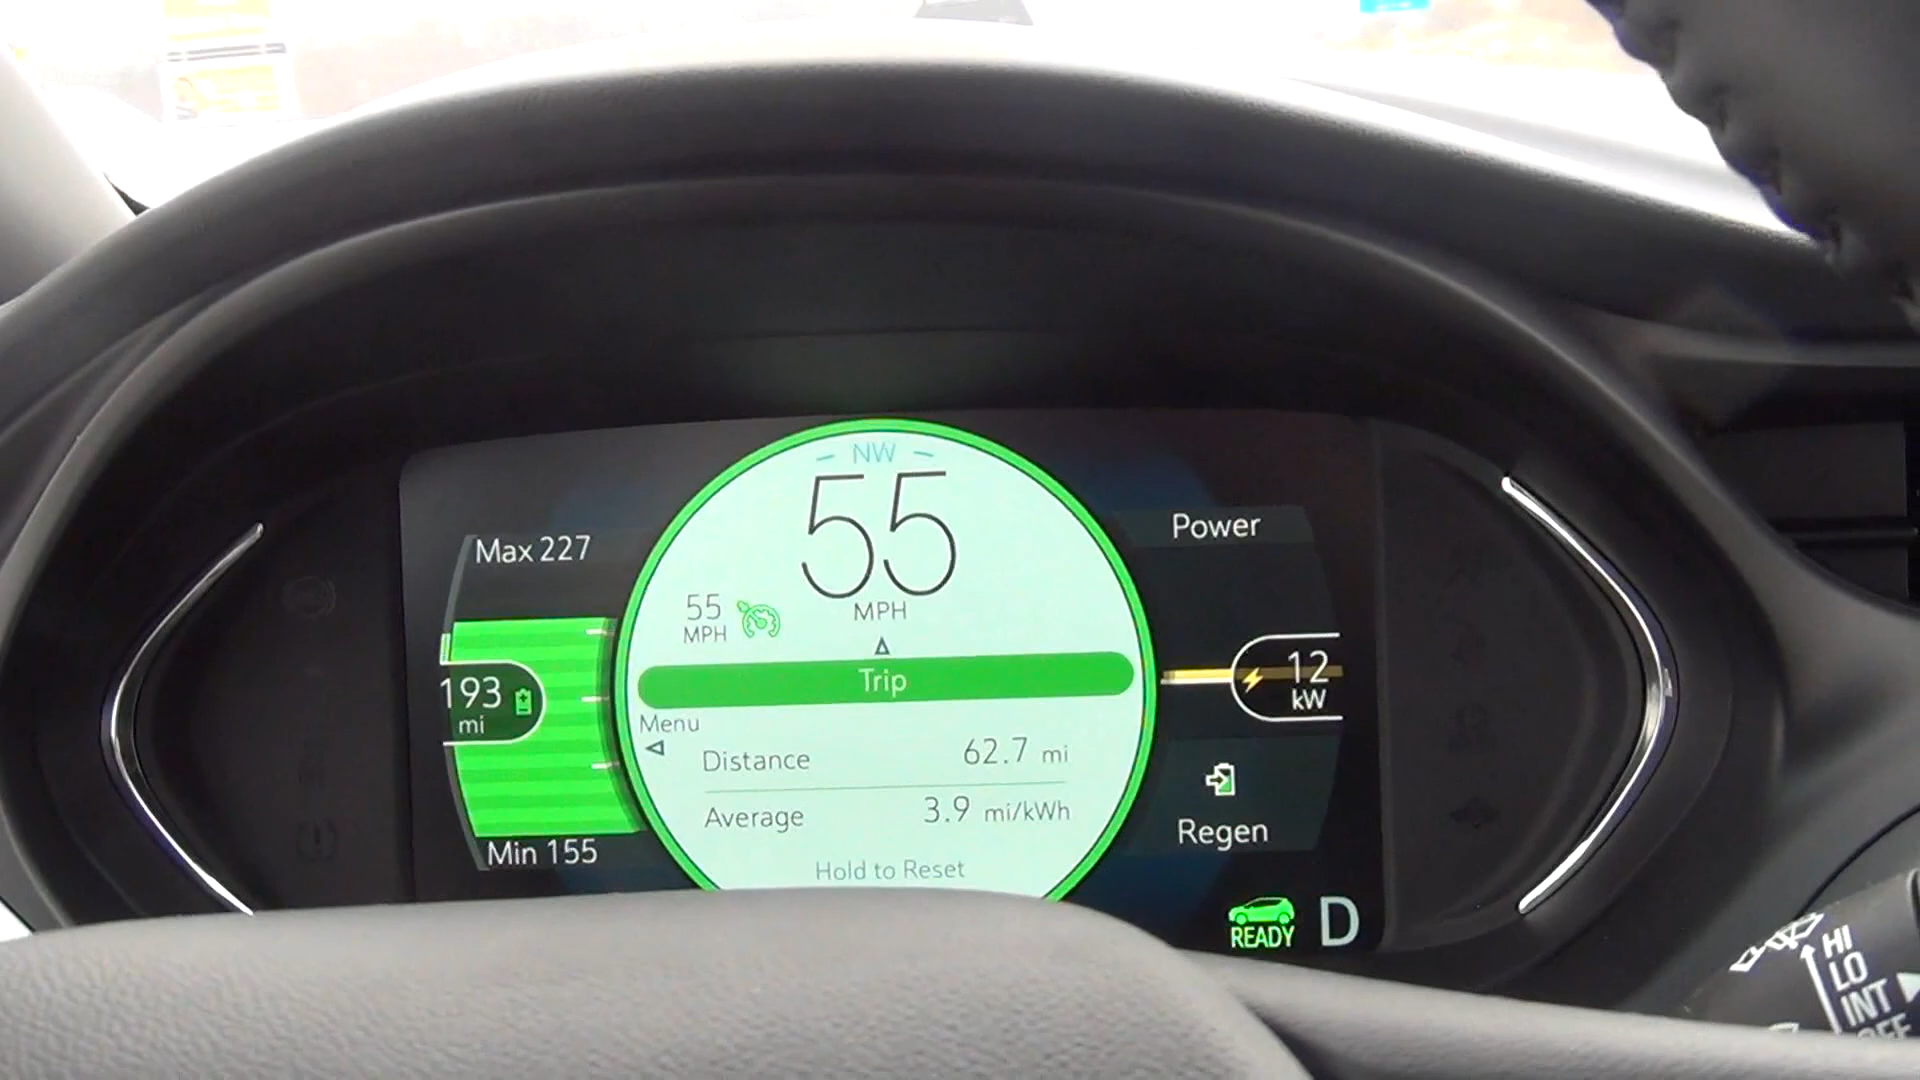 NW
55
MPH
55
MPH
Max 227
193
mi
Min 155
Trip
Menu
Distance 62.7 mi
Average 3.9 mi/kWh
Hold to Reset
Power
12
kW
Regen
READY
D
HI
LO
INT
OFF